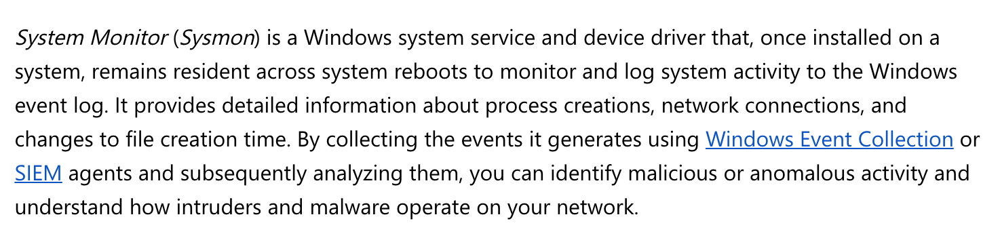 System Monitor (Sysmon) is a Windows system service and device driver that, once installed on a
system, remains resident across system reboots to monitor and log system activity to the Windows
event log. It provides detailed information about process creations, network connections, and
changes to file creation time. By collecting the events it generates using Windows Event Collection or
SIEM agents and subsequently analyzing them, you can identify malicious or anomalous activity and
understand how intruders and malware operate on your network.